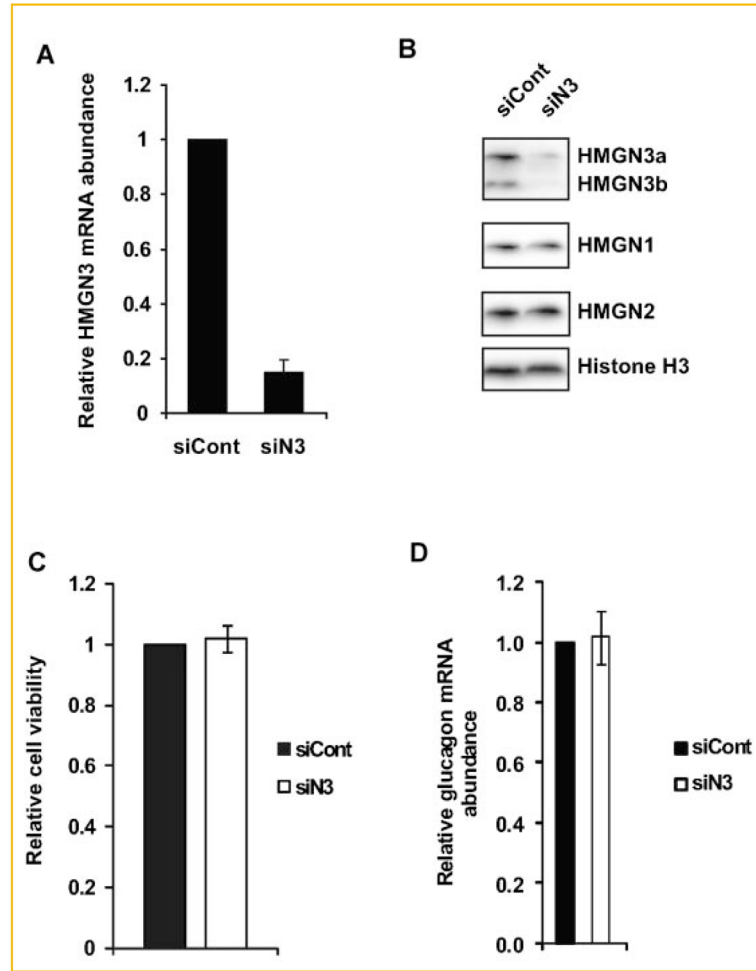 A
Relative HMGN3 mRNA abundance
1.2
1
0.8
0.6
0.4
0.2
0
siCont
siN3
B
siCont
siN3
HMGN3a
HMGN3b
HMGN1
HMGN2
Histone H3
C
Relative cell viability
1.2
1
0.8
0.6
0.4
0.2
0
siCont
siN3
D
Relative glucagon mRNA
abundance
1.2
1.0
0.8
0.6
0.4
0.2
0.0
siCont
siN3